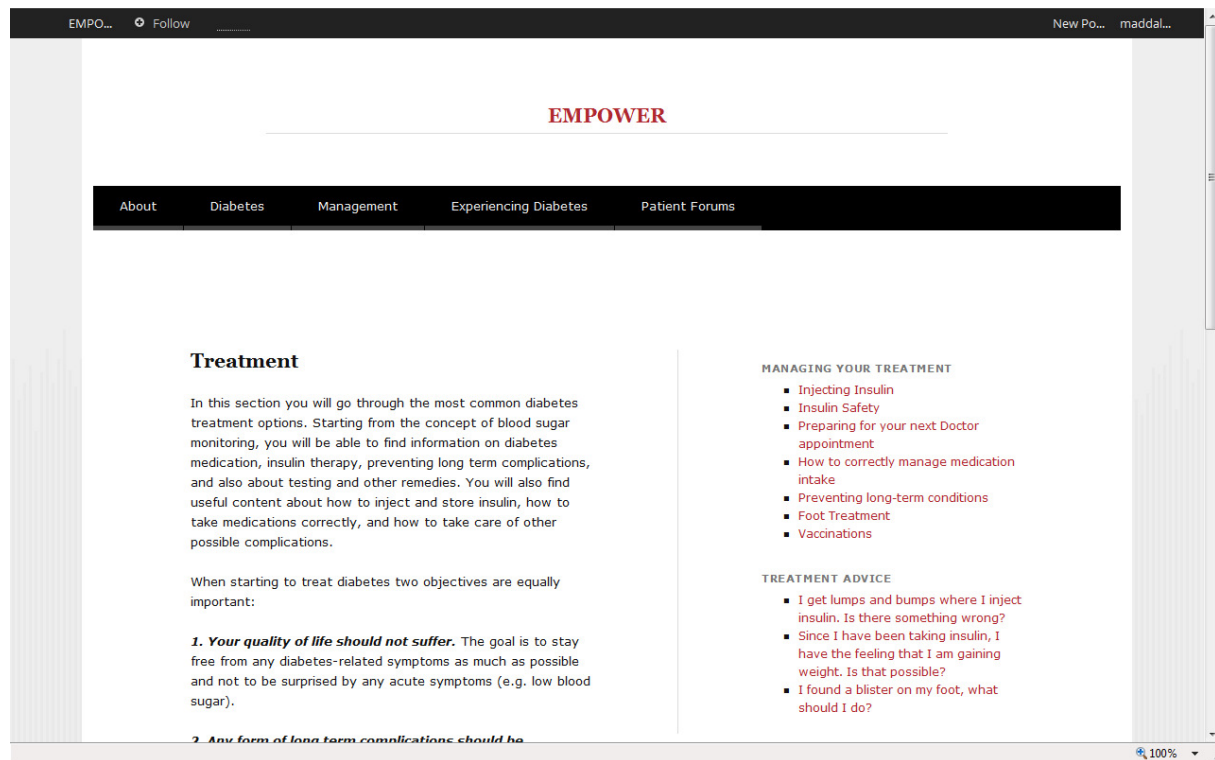 EMPO... Follow New Po... maddal...
EMPOWER
About Diabetes Management Experiencing Diabetes Patient Forums
Treatment
In this section you will go through the most common diabetes
treatment options. Starting from the concept of blood sugar
monitoring, you will be able to find information on diabetes
medication, insulin therapy, preventing long term complications,
and also about testing and other remedies. You will also find
useful content about how to inject and store insulin, how to
take medications correctly, and how to take care of other
possible complications.
When starting to treat diabetes two objectives are equally
important:
1. Your quality of life should not suffer. The goal is to stay
free from any diabetes-related symptoms as much as possible
and not to be surprised by any acute symptoms (e.g. low blood
sugar).
2. Any form of long term complications should be
MANAGING YOUR TREATMENT
Injecting Insulin
Insulin Safety
Preparing for your next Doctor
appointment
How to correctly manage medication
intake
Preventing long-term conditions
Foot Treatment
Vaccinations
TREATMENT ADVICE
I get lumps and bumps where I inject
insulin. Is there something wrong?
Since I have been taking insulin, I
have the feeling that I am gaining
weight. Is that possible?
I found a blister on my foot, what
should I do?
100%